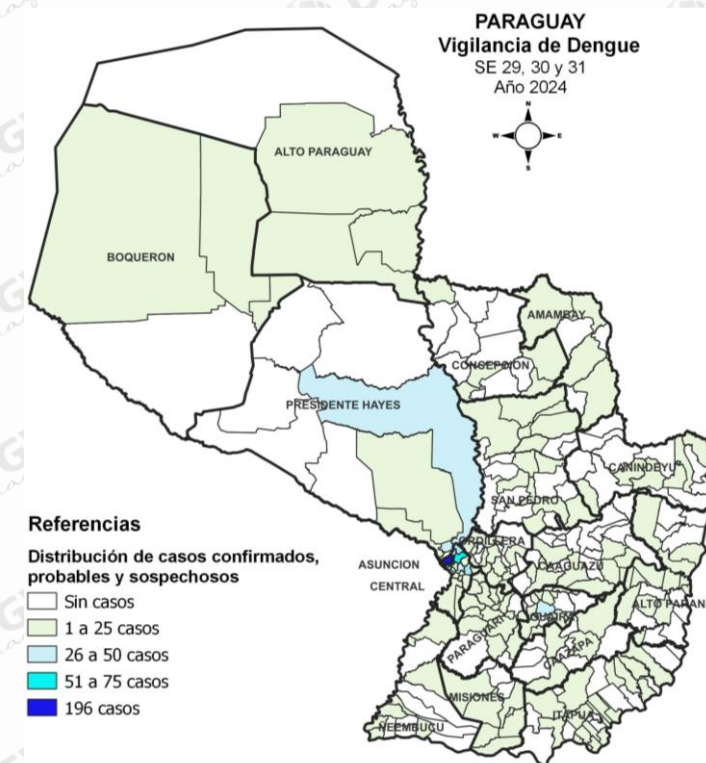 PARAGUAY
Vigilancia de Dengue
SE 29, 30 y 31
Año 2024
N
W E
S
ALTO PARAGUAY
BOQUERON
AMAMBAY
CONCEPCION
PRESIDENTE HAYES
CANINDEYU
SAN PEDRO
CORDILLERA
ASUNCION
CAAGUAZU
CENTRAL
ALTO PARANA
GUAIRA
PARAGUARI
CAAZAPA
MISIONES
ITAPUA
ÑEEMBUCU
Referencias
Distribución de casos confirmados,
probables y sospechosos
Sin casos
1 a 25 casos
26 a 50 casos
51 a 75 casos
196 casos